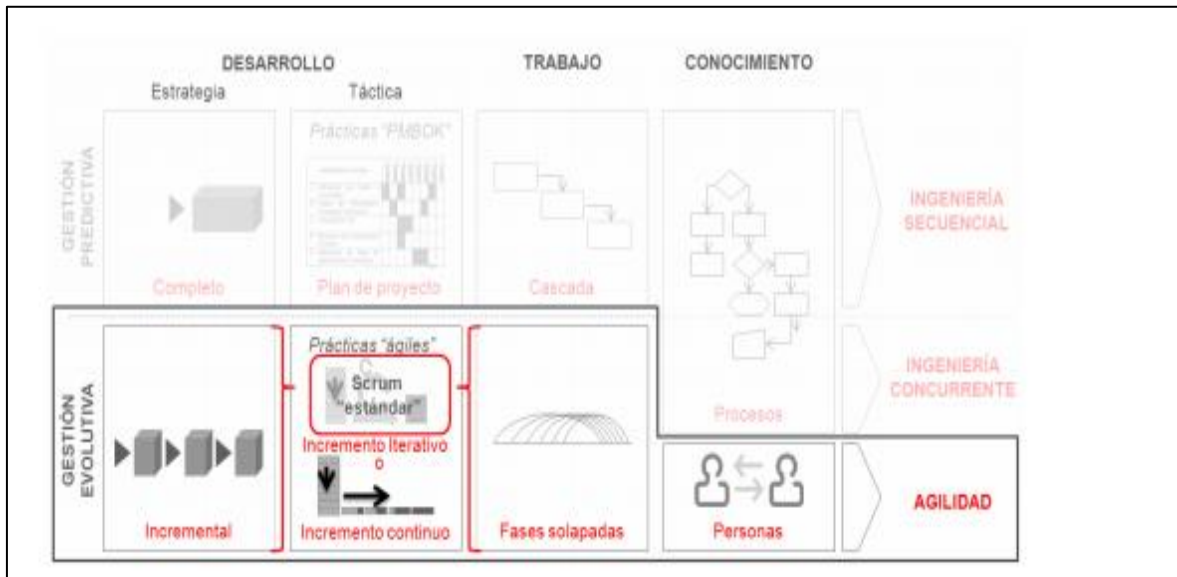 DESARROLLO
TRABAJO
CONOCIMIENTO
Estrategia
Táctica
GESTIÓN
PREDICTIVA
Prácticas "PMBOK"
Completo
Plan de proyecto
Cascada
INGENIERÍA
SECUENCIAL
GESTIÓN
EVOLUTIVA
Prácticas "ágiles"
Scrum
"estándar"
Incremento Iterativo
ó
Incremento continuo
Incremental
Fases solapadas
Procesos
INGENIERÍA
CONCURRENTE
Personas
AGILIDAD